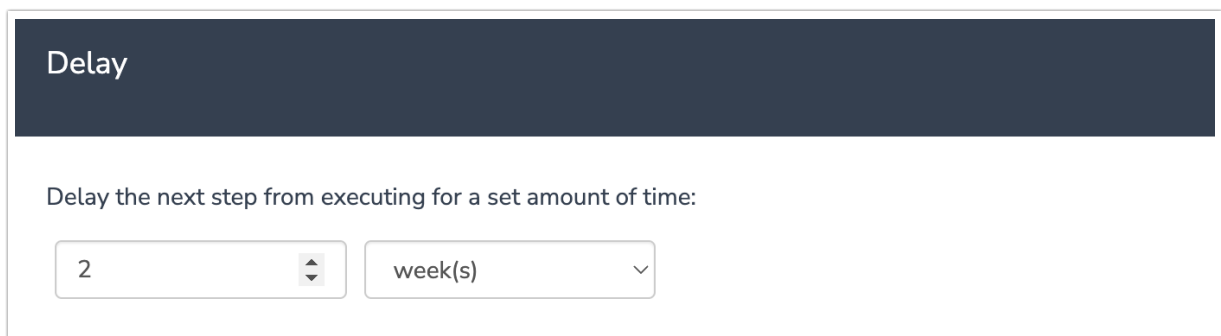 Delay
Delay the next step from executing for a set amount of time:
2 week(s)